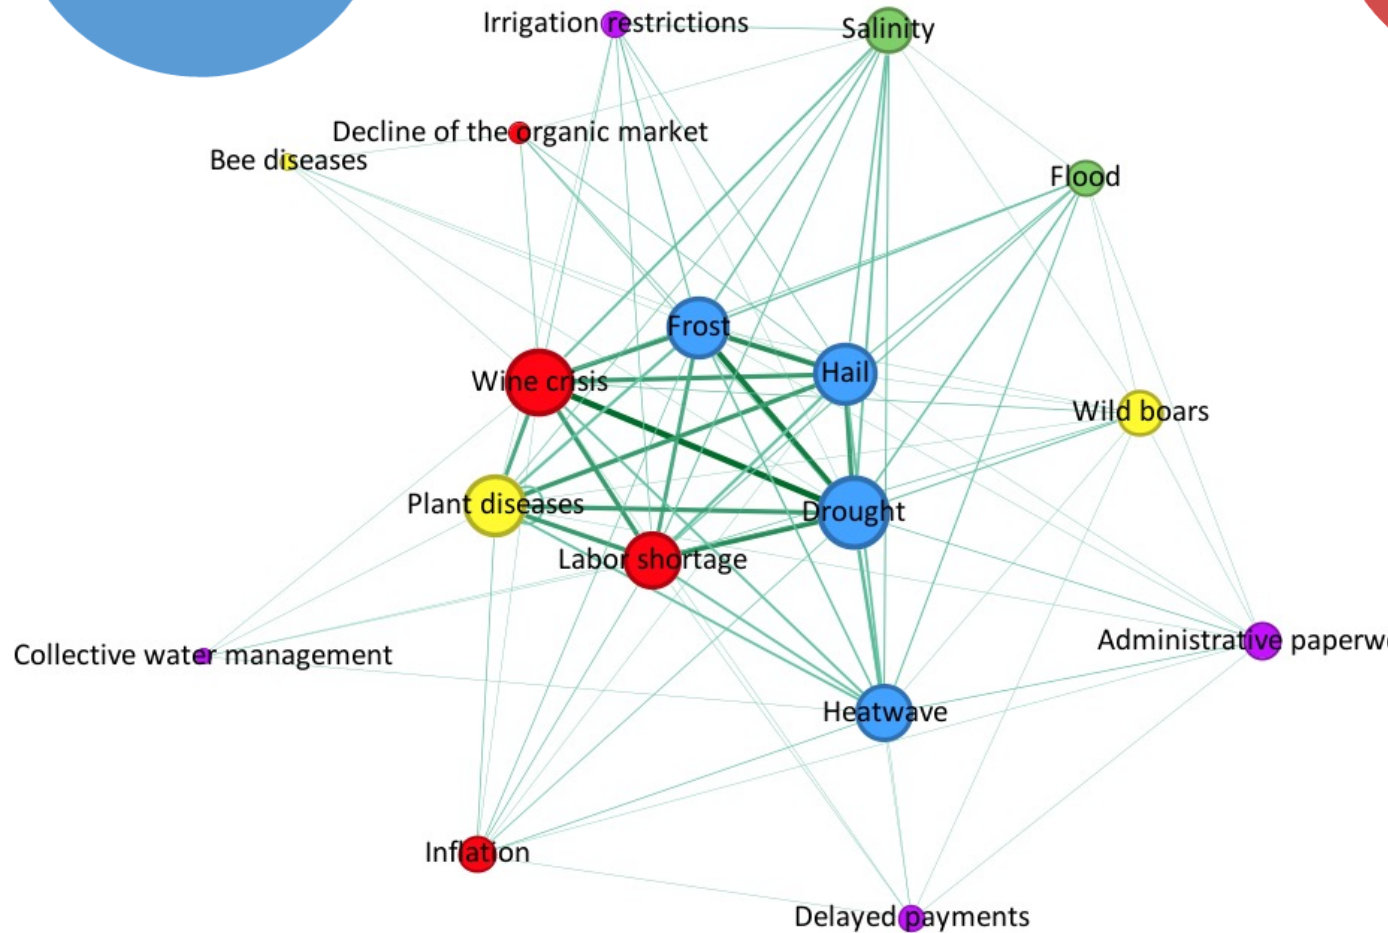 Irrigation restrictions
Salinity
Decline of the organic market
Bee diseases
Flood
Frost
Hail
Wine crisis
Wild boars
Plant diseases
Drought
Labor shortage
Administrative
Collective water management
Heatwave
Inflation
Delayed payments